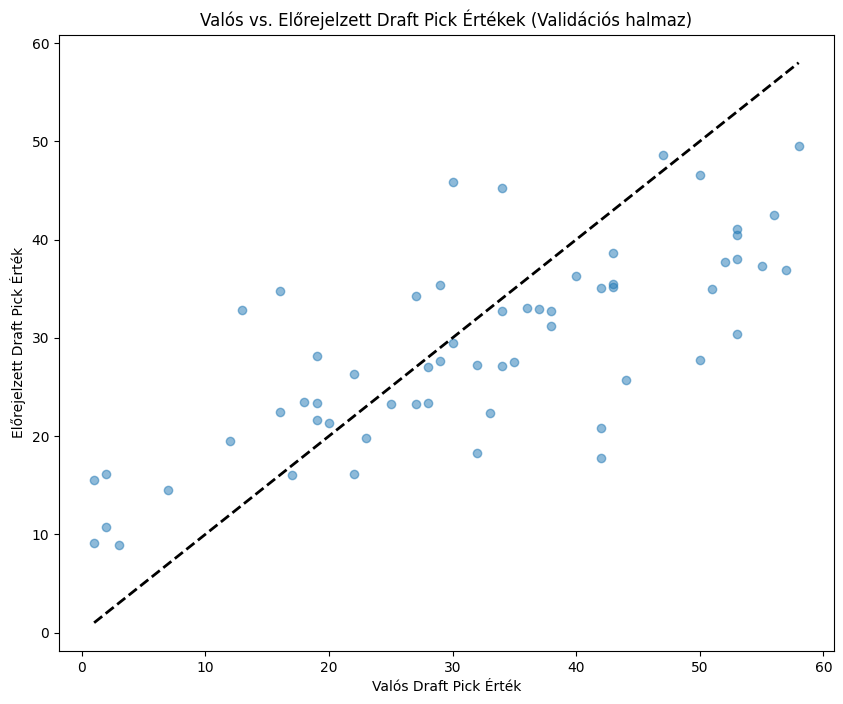 Valós vs. Előrejelzett Draft Pick Értékek (Validációs halmaz)
60
50
40
30
20
10
0
Előrejelzett Draft Pick Érték
0 10 20 30 40 50 60
Valós Draft Pick Érték